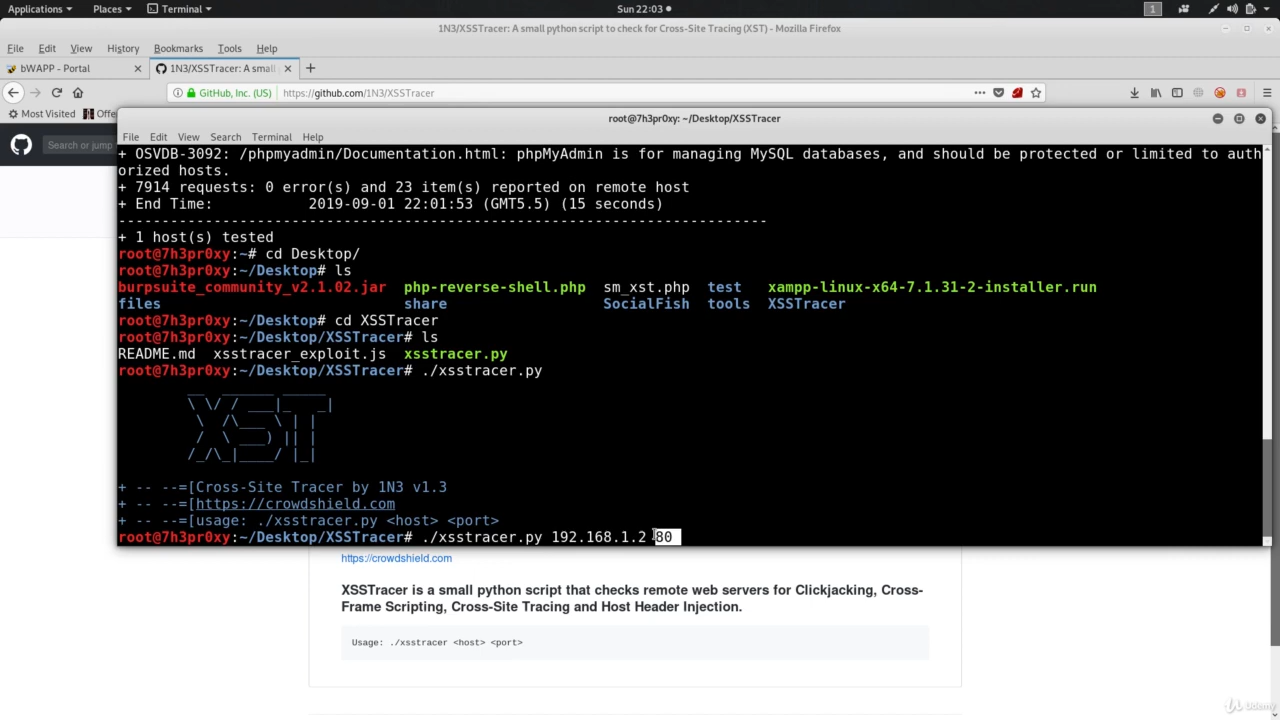 Applications Places Terminal Sun 22:03 1
1N3/XSSTracer: A small python script to check for Cross-Site Tracing (XST) - Mozilla Firefox
File Edit View History Bookmarks Tools Help
bWAPP - Portal 1N3/XSSTracer: A small
GitHub, Inc. (US) https://github.com/1N3/XSSTracer
Most Visited Offe
root@7h3pr0xy: ~/Desktop/XSSTracer
Search or jump
File Edit View Search Terminal Help
+ OSVDB-3092: /phpmyadmin/Documentation.html: phpMyAdmin is for managing MySQL databases, and should be protected or limited to auth
orized hosts.
+ 7914 requests: 0 error(s) and 23 item(s) reported on remote host
+ End Time: 2019-09-01 22:01:53 (GMT5.5) (15 seconds)
---------------------------------------------------------------------------
+ 1 host(s) tested
root@7h3pr0xy:~# cd Desktop/
root@7h3pr0xy:~/Desktop# ls
burpsuite_community_v2.1.02.jar php-reverse-shell.php sm_xst.php test xampp-linux-x64-7.1.31-2-installer.run
files share SocialFish tools XSSTracer
root@7h3pr0xy:~/Desktop# cd XSSTracer
root@7h3pr0xy:~/Desktop/XSSTracer# ls
README.md xsstracer_exploit.js xsstracer.py
root@7h3pr0xy:~/Desktop/XSSTracer# ./xsstracer.py
XST
+ -- --=[Cross-Site Tracer by 1N3 v1.3
+ -- --=[https://crowdshield.com
+ -- --=[usage: ./xsstracer.py <host> <port>
root@7h3pr0xy:~/Desktop/XSSTracer# ./xsstracer.py 192.168.1.2 80
https://crowdshield.com
XSSTracer is a small python script that checks remote web servers for Clickjacking, Cross-
Frame Scripting, Cross-Site Tracing and Host Header Injection.
Usage: ./xsstracer <host> <port>
Udemy